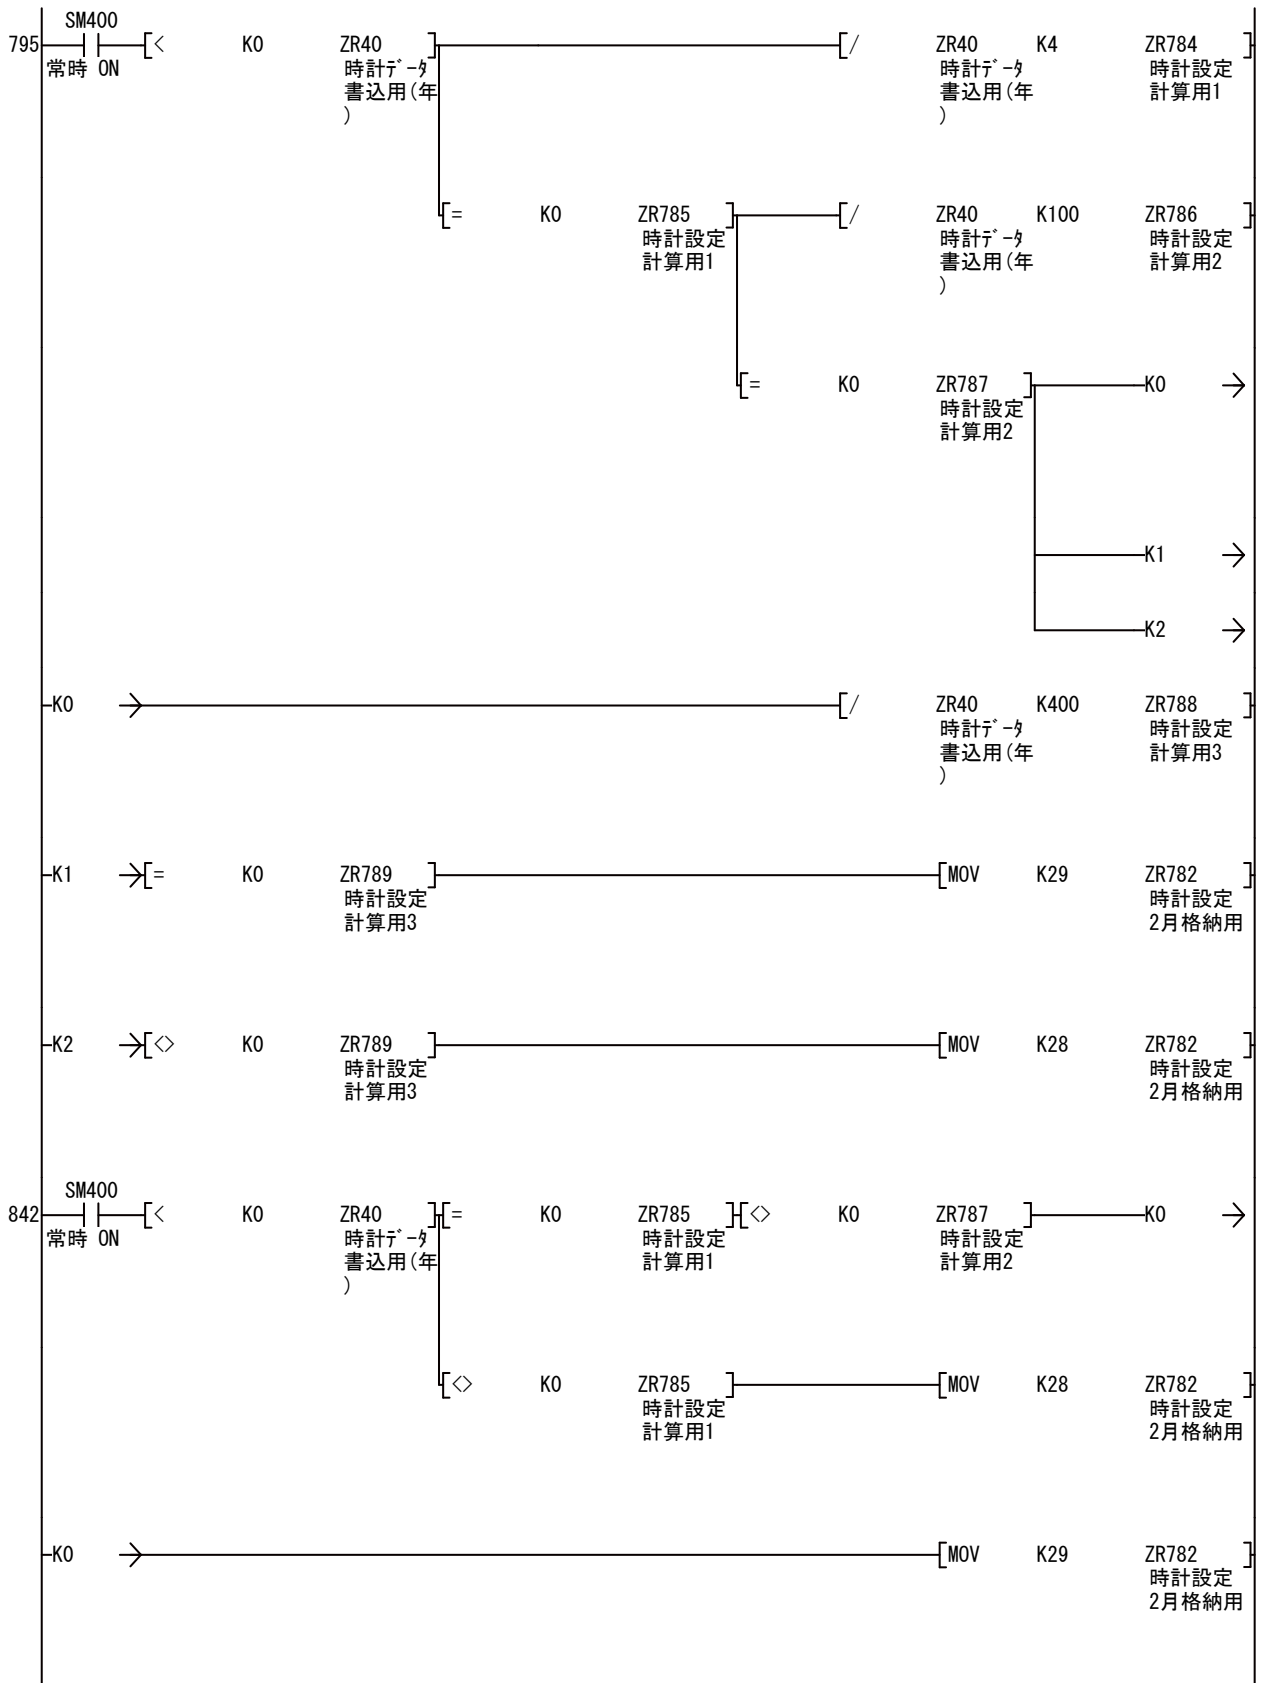 SM400
795 < K0 ZR40 / ZR40 K4 ZR784
常時 ON 時計ﾃﾞｰﾀ 時計ﾃﾞｰﾀ 時計設定
書込用(年 書込用(年 計算用1
) )
= K0 ZR785 / ZR40 K100 ZR786
時計設定 時計ﾃﾞｰﾀ 時計設定
計算用1 書込用(年 計算用2
)
= K0 ZR787 K0
時計設定
計算用2
K1
K2
K0 / ZR40 K400 ZR788
時計ﾃﾞｰﾀ 時計設定
書込用(年 計算用3
)
K1 = K0 ZR789 MOV K29 ZR782
時計設定 時計設定
計算用3 2月格納用
K2 <> K0 ZR789 MOV K28 ZR782
時計設定 時計設定
計算用3 2月格納用
SM400
842 < K0 ZR40 = K0 ZR785 <> K0 ZR787 K0
常時 ON 時計ﾃﾞｰﾀ 時計設定 時計設定
書込用(年 計算用1 計算用2
)
<> K0 ZR785 MOV K28 ZR782
時計設定 時計設定
計算用1 2月格納用
K0 MOV K29 ZR782
時計設定
2月格納用